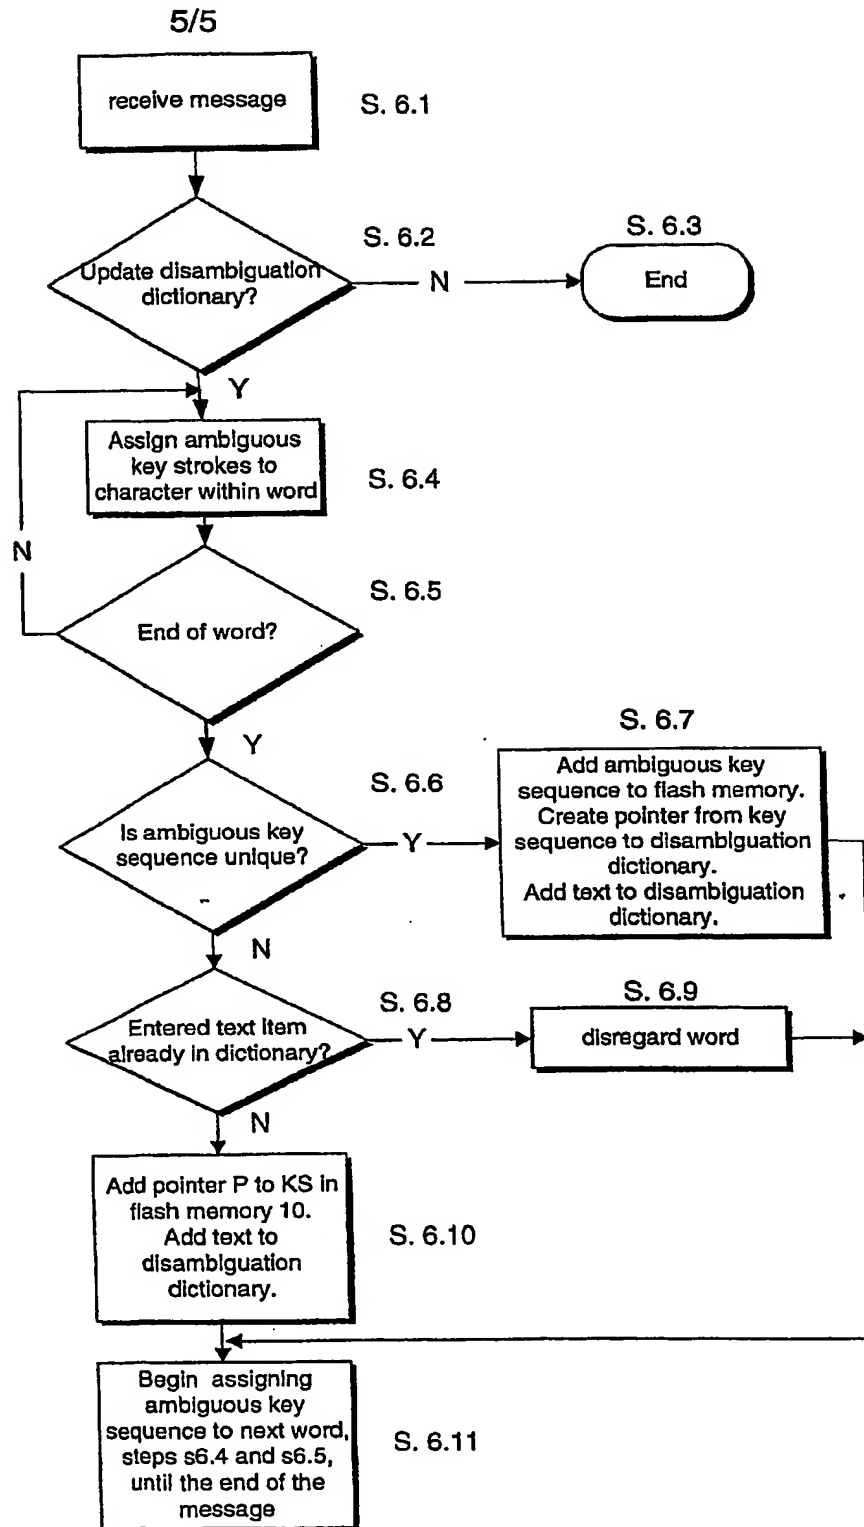 5/5
receive message
S. 6.1
Update disambiguation
dictionary?
S. 6.2
N
S. 6.3
End
Y
Assign ambiguous
key strokes to
character within word
S. 6.4
N
End of word?
S. 6.5
Y
Is ambiguous key
sequence unique?
S. 6.6
Y
S. 6.7
Add ambiguous key
sequence to flash memory.
Create pointer from key
sequence to disambiguation
dictionary.
Add text to disambiguation
dictionary.
N
Entered text item
already in dictionary?
S. 6.8
Y
S. 6.9
disregard word
N
Add pointer P to KS in
flash memory 10.
Add text to
disambiguation
dictionary.
S. 6.10
Begin assigning
ambiguous key
sequence to next word,
steps s6.4 and s6.5,
until the end of the
message
S. 6.11